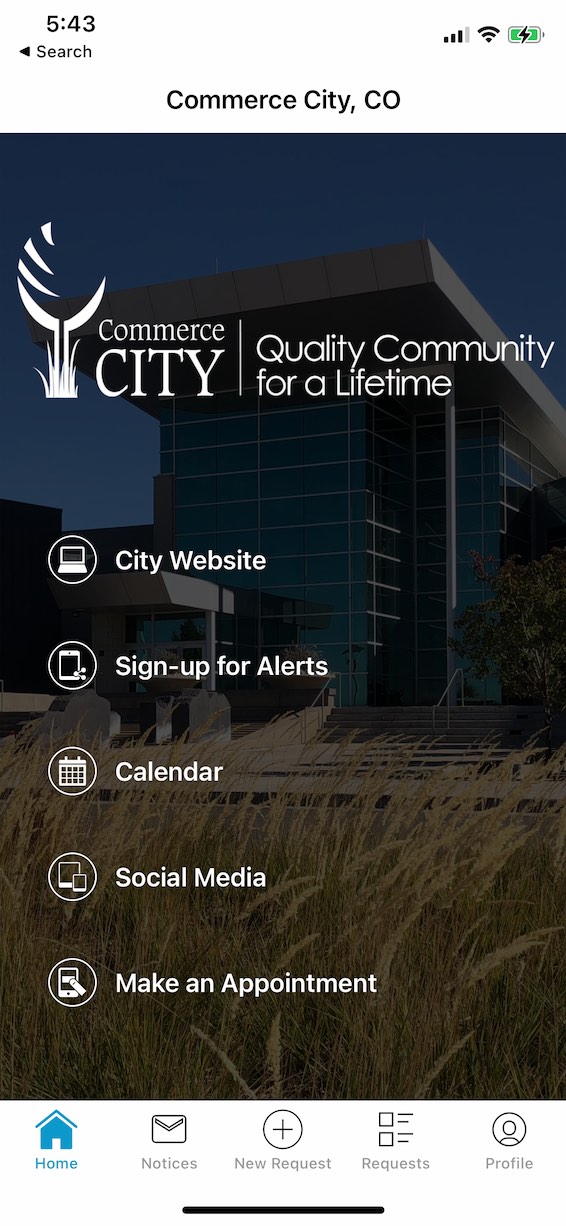 5:43
◀ Search
Commerce City, CO
Commerce
CITY
Quality Community
for a Lifetime
City Website
Sign-up for Alerts
Calendar
Social Media
Make an Appointment
Home
Notices
New Request
Requests
Profile